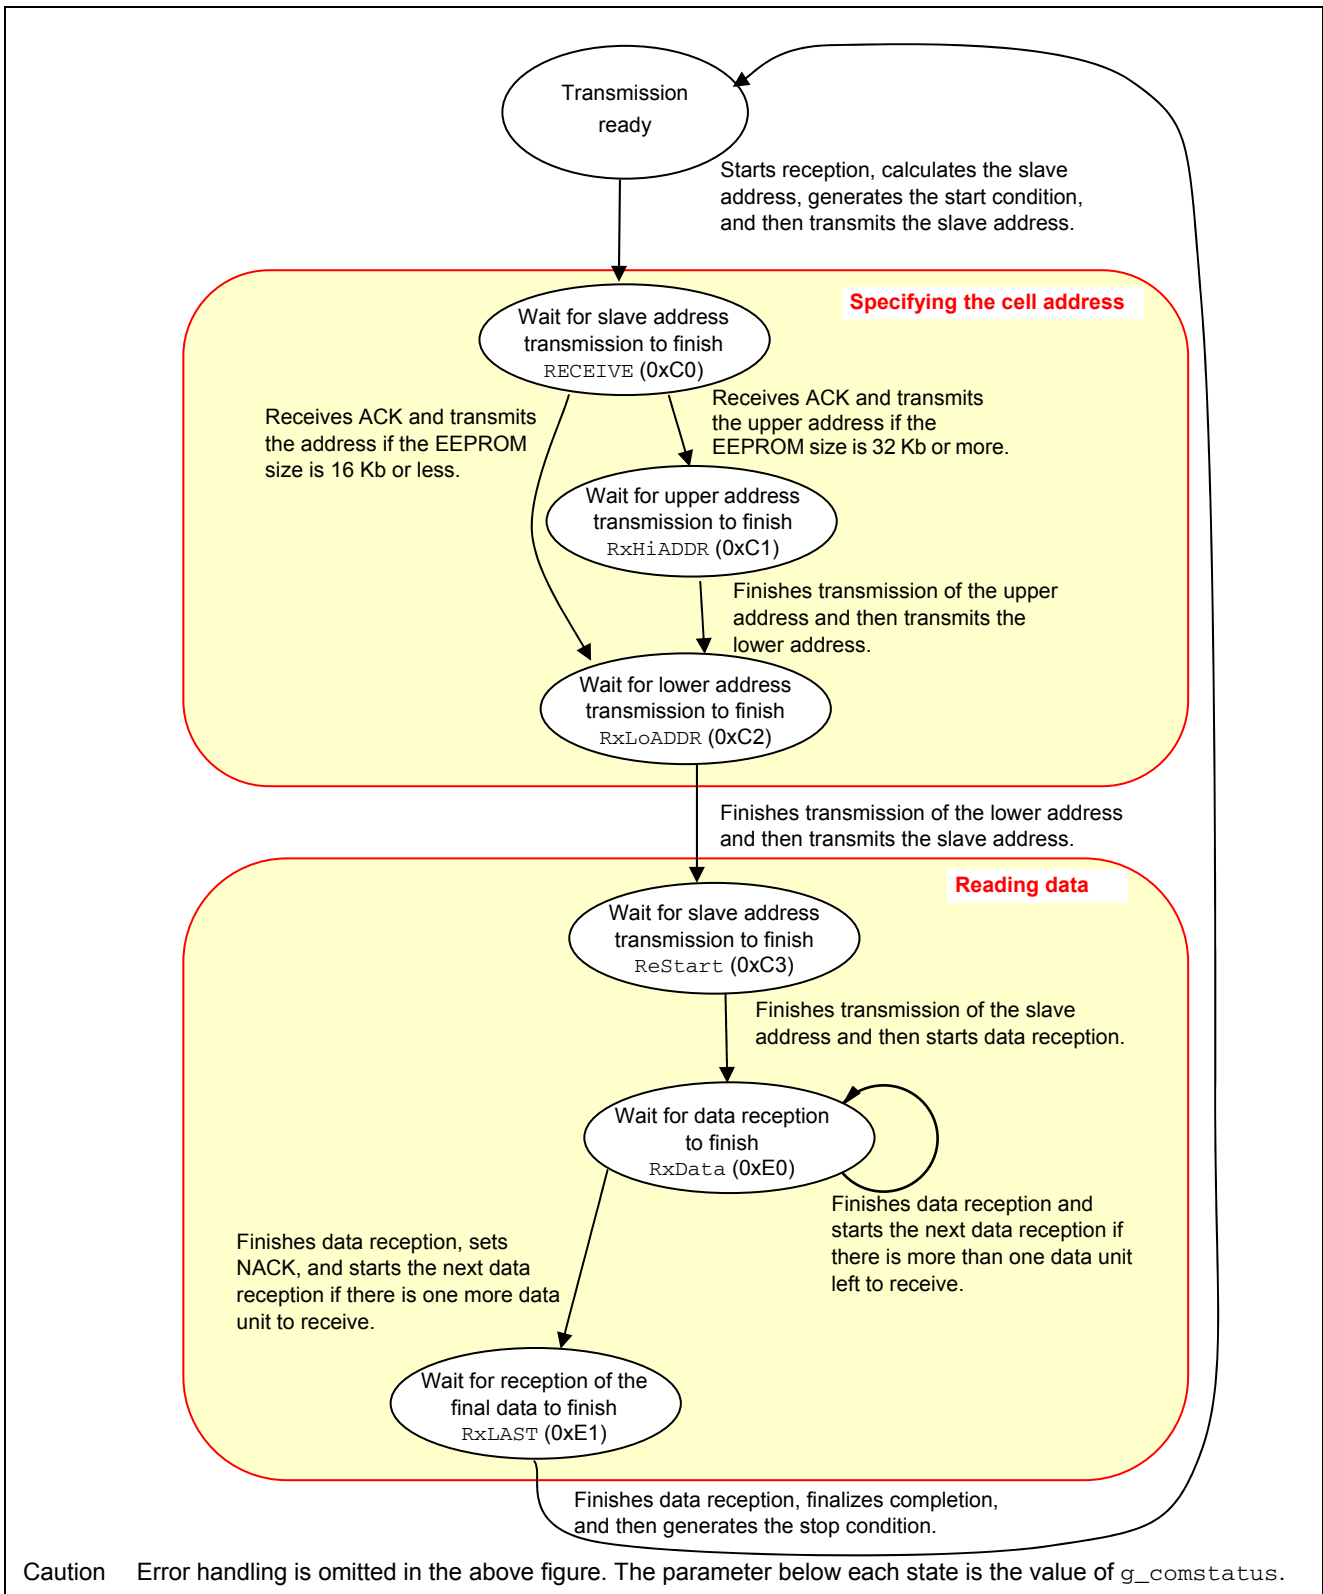 Transmission
ready
Starts reception, calculates the slave
address, generates the start condition,
and then transmits the slave address.
Specifying the cell address
Wait for slave address
transmission to finish
RECEIVE (0xC0)
Receives ACK and transmits
the address if the EEPROM
size is 16 Kb or less.
Receives ACK and transmits
the upper address if the
EEPROM size is 32 Kb or more.
Wait for upper address
transmission to finish
RxHiADDR (0xC1)
Finishes transmission of the upper
address and then transmits the
lower address.
Wait for lower address
transmission to finish
RxLoADDR (0xC2)
Finishes transmission of the lower address
and then transmits the slave address.
Reading data
Wait for slave address
transmission to finish
ReStart (0xC3)
Finishes transmission of the slave
address and then starts data reception.
Wait for data reception
to finish
RxData (0xE0)
Finishes data reception and
starts the next data reception if
there is more than one data unit
left to receive.
Finishes data reception, sets
NACK, and starts the next data
reception if there is one more data
unit to receive.
Wait for reception of the
final data to finish
RxLAST (0xE1)
Finishes data reception, finalizes completion,
and then generates the stop condition.
Caution Error handling is omitted in the above figure. The parameter below each state is the value of g_comstatus.